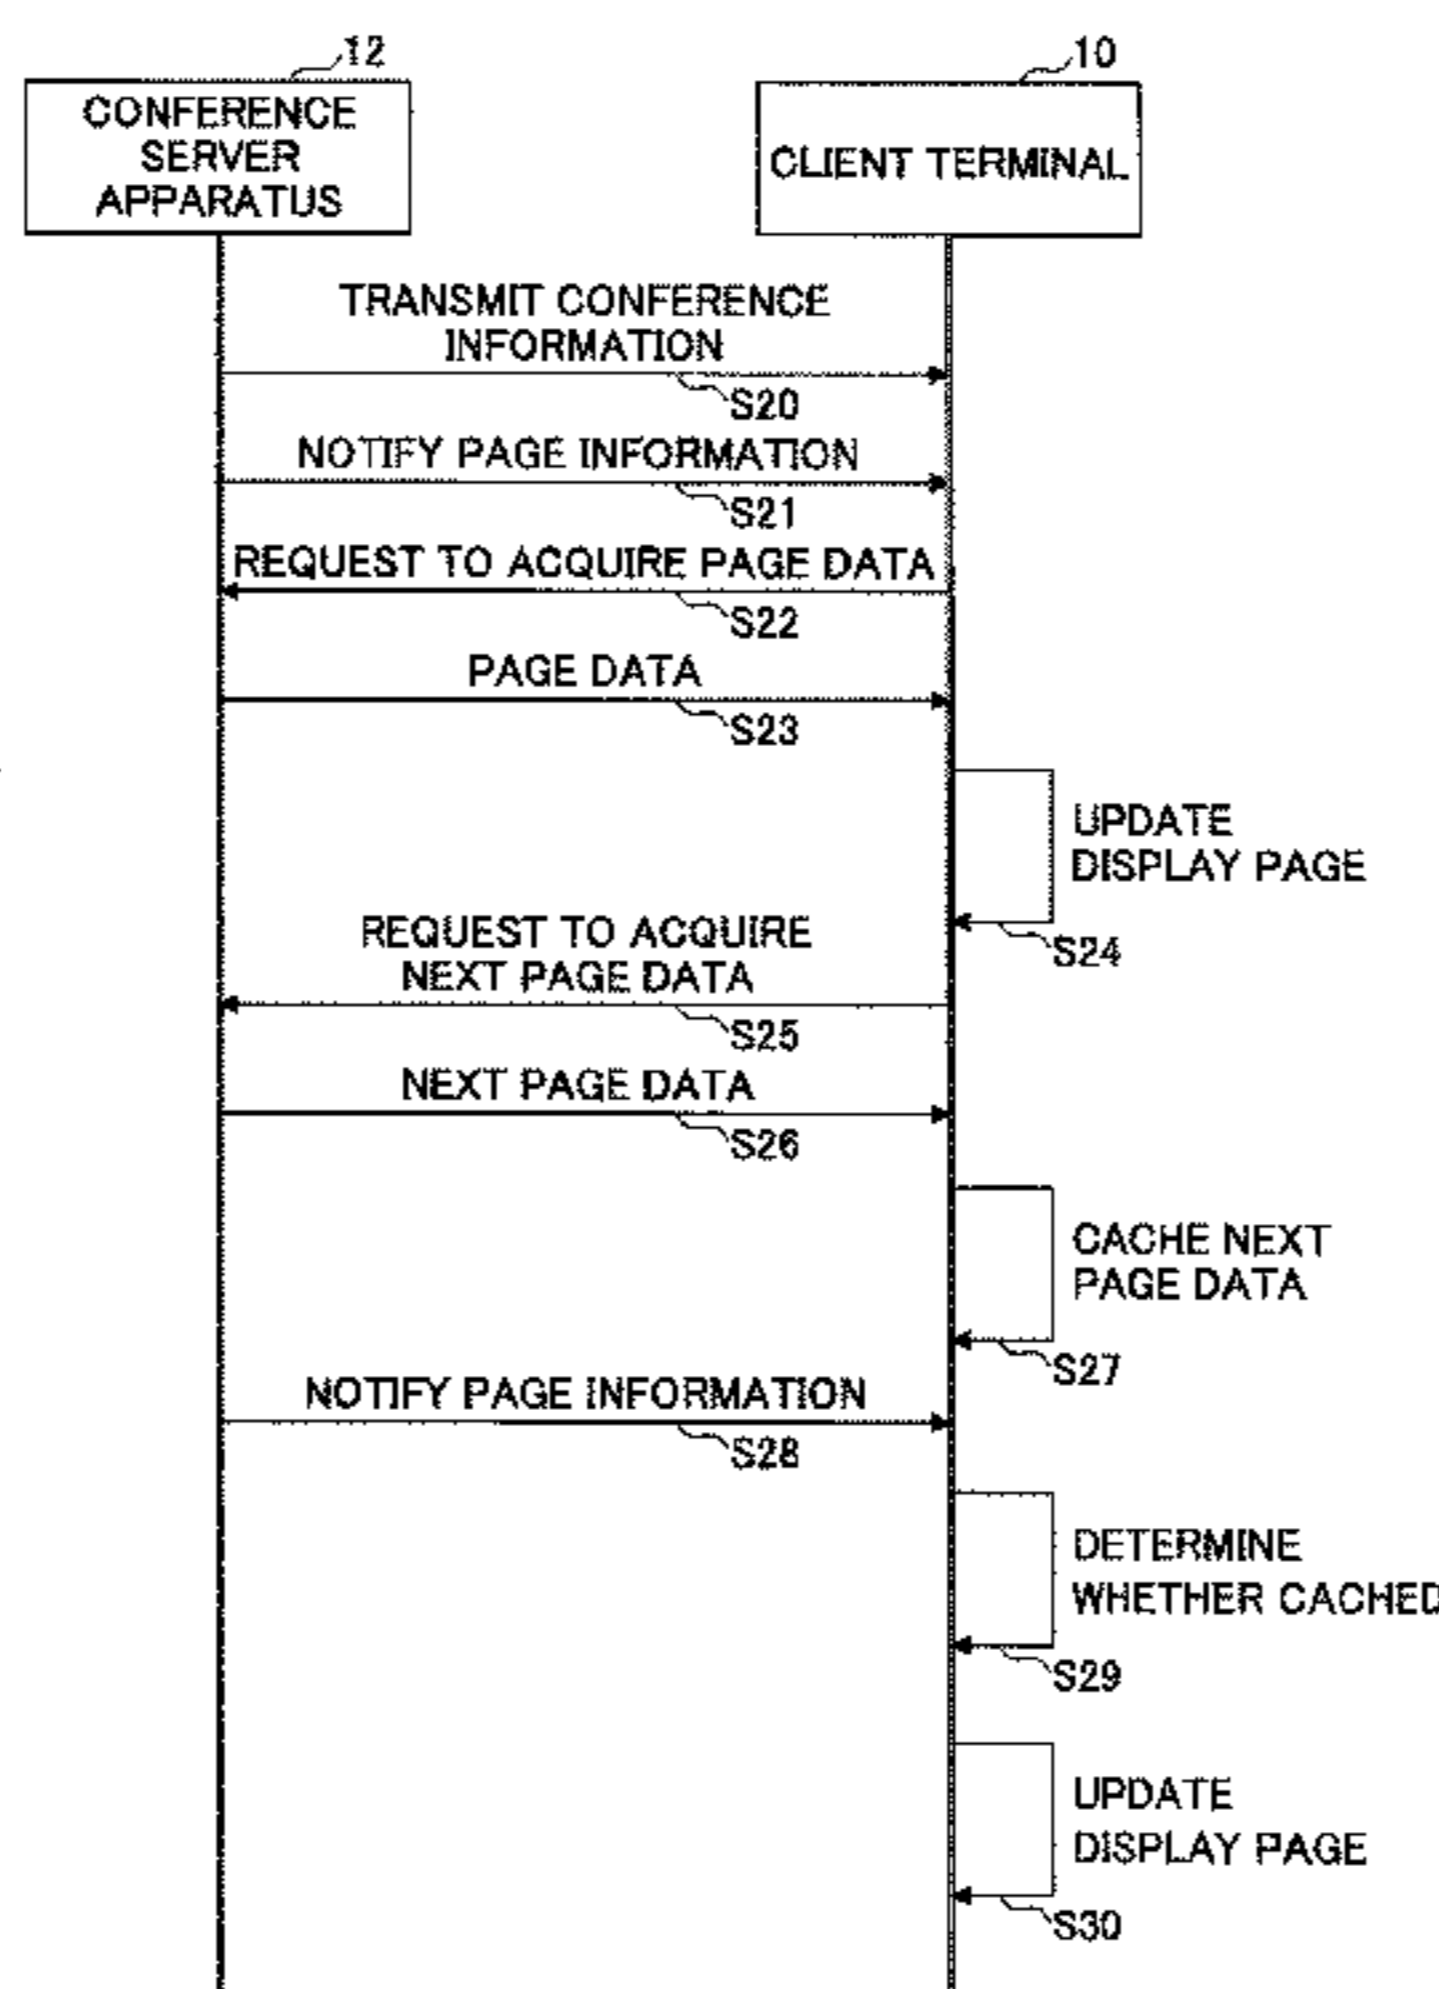 12
CONFERENCE
SERVER
APPARATUS
10
CLIENT TERMINAL
TRANSMIT CONFERENCE
INFORMATION
S20
NOTIFY PAGE INFORMATION
S21
REQUEST TO ACQUIRE PAGE DATA
S22
PAGE DATA
S23
UPDATE
DISPLAY PAGE
S24
REQUEST TO ACQUIRE
NEXT PAGE DATA
S25
NEXT PAGE DATA
S26
CACHE NEXT
PAGE DATA
S27
NOTIFY PAGE INFORMATION
S28
DETERMINE
WHETHER CACHED
S29
UPDATE
DISPLAY PAGE
S30